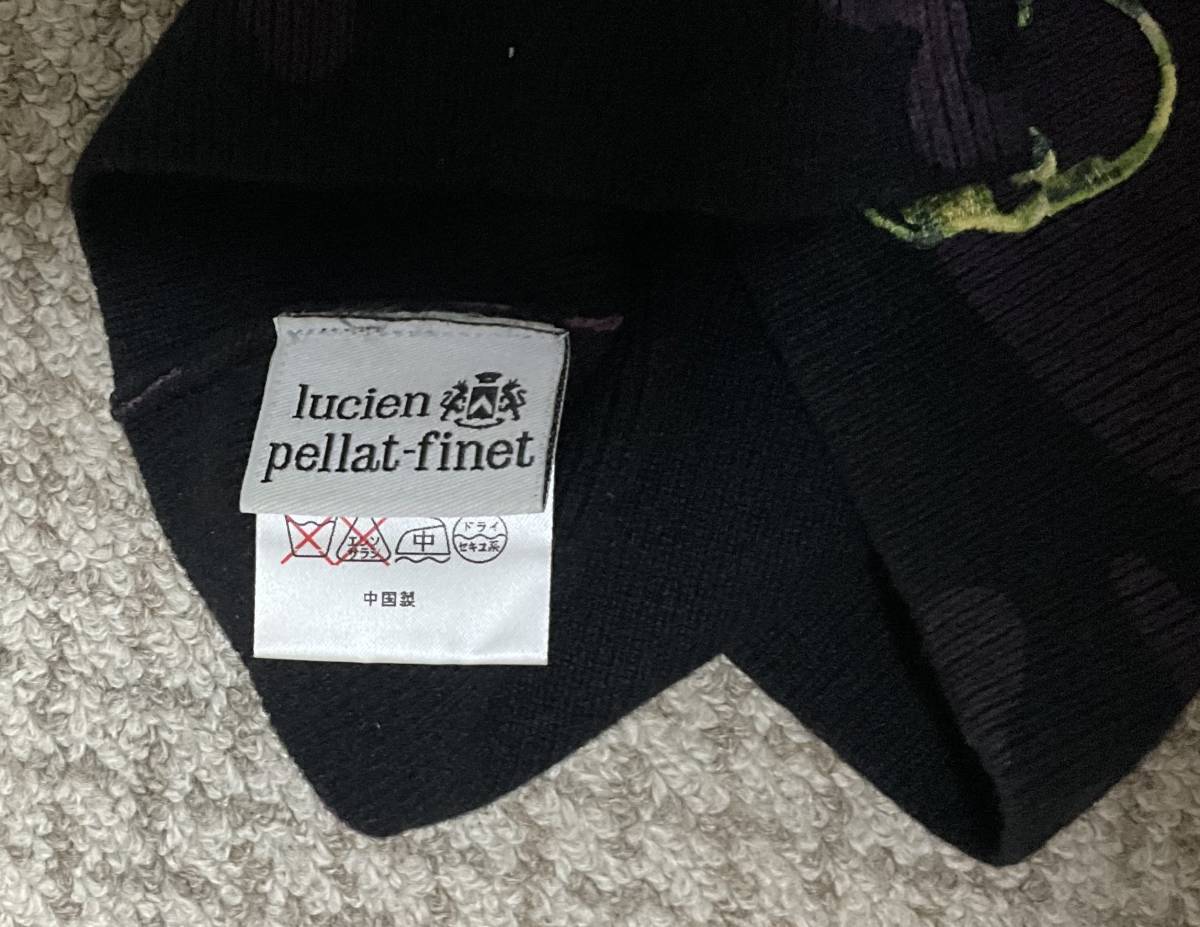 lucien
pellat-finet
エンソ サラシ 中 ドライ セキユ系
中国製